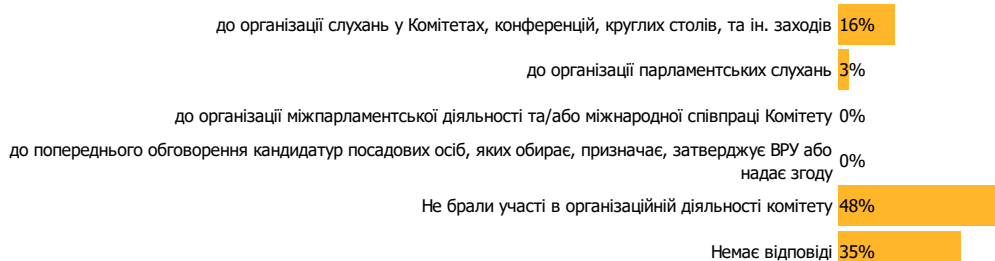 до організації слухань у Комітетах, конференцій, круглих столів, та ін. заходів 16%
до організації парламентських слухань 3%
до організації міжпарламентської діяльності та/або міжнародної співпраці Комітету 0%
до попереднього обговорення кандидатур посадових осіб, яких обирає, призначає, затверджує ВРУ або
надає згоду 0%
Не брали участі в організаційній діяльності комітету 48%
Немає відповіді 35%